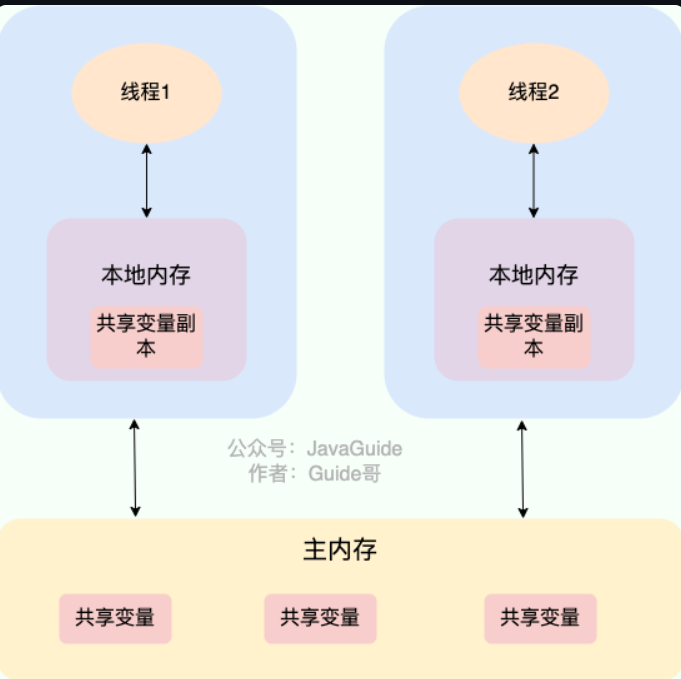 线程1
线程2
本地内存
共享变量副
本
本地内存
共享变量副
本
公众号：JavaGuide
作者：Guide哥
主内存
共享变量
共享变量
共享变量